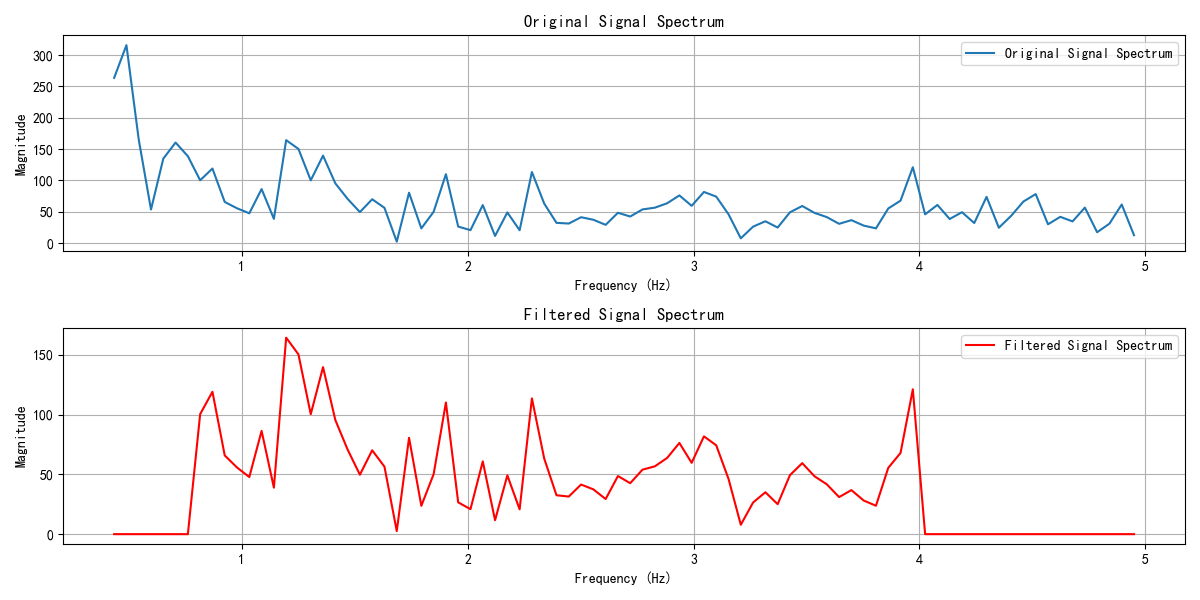 Original Signal Spectrum
Original Signal Spectrum
Magnitude
300
250
200
150
100
50
0
1 2 3 4 5
Frequency (Hz)
Filtered Signal Spectrum
Filtered Signal Spectrum
Magnitude
150
100
50
0
1 2 3 4 5
Frequency (Hz)